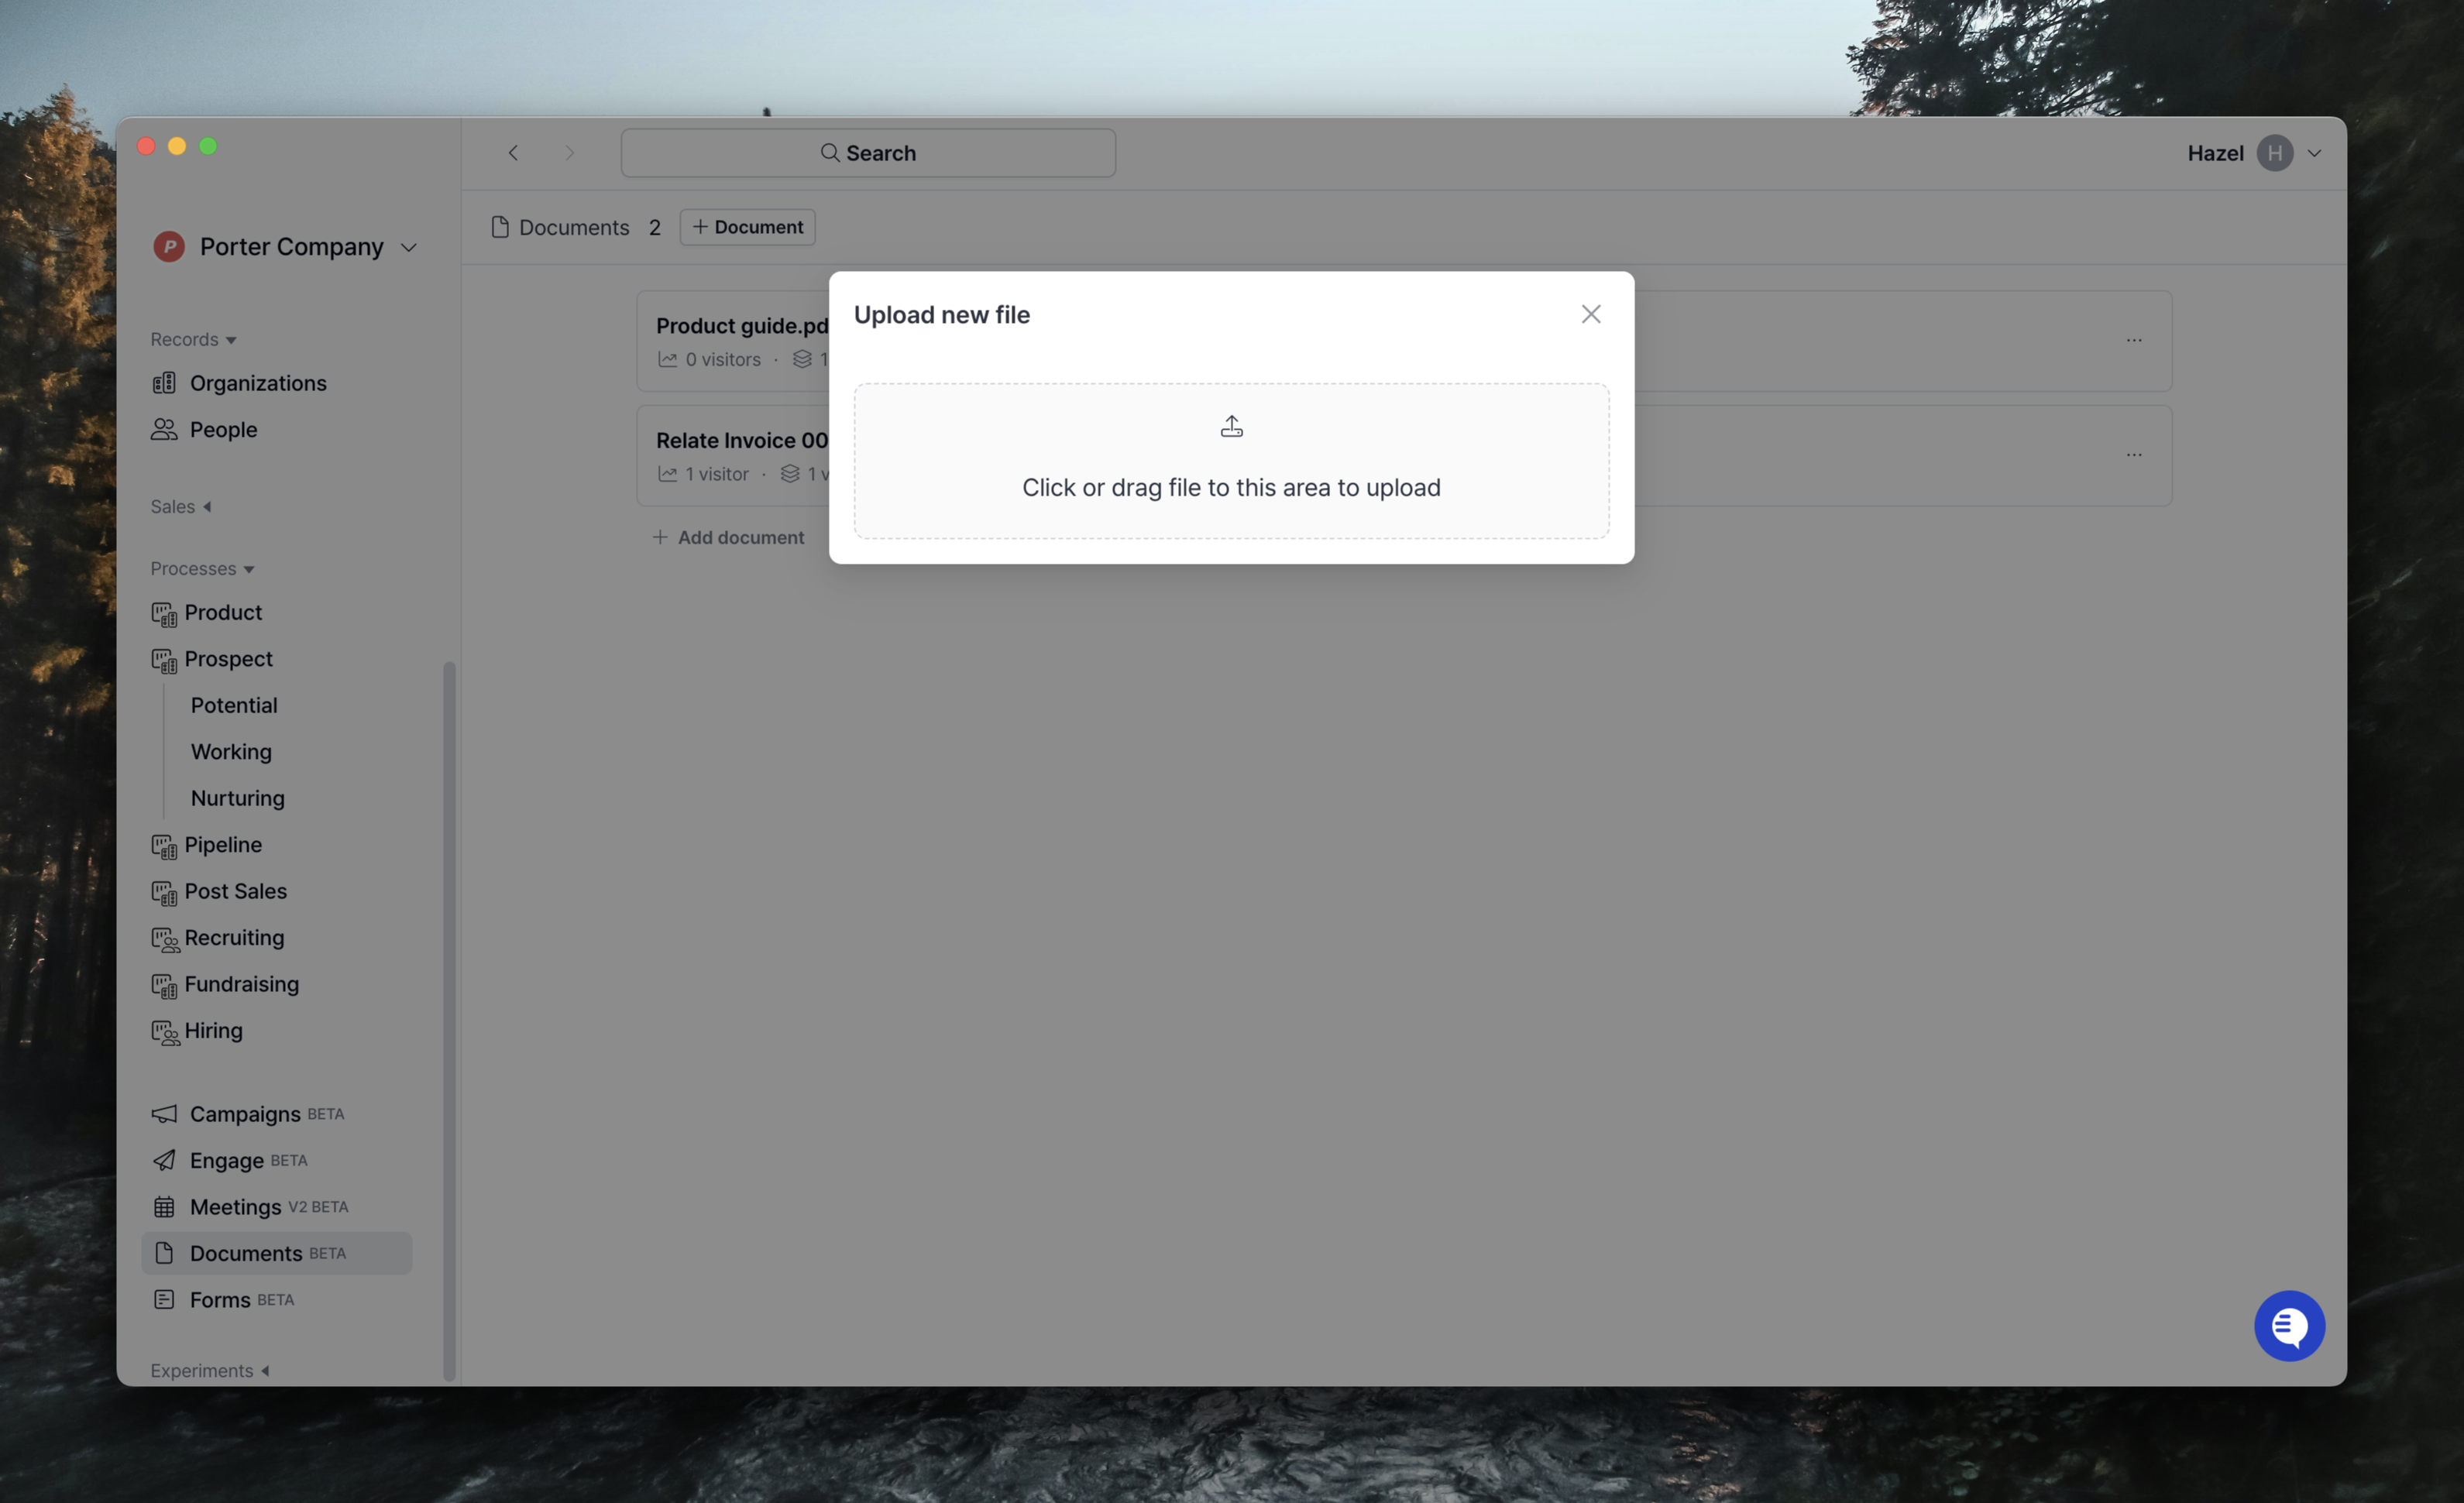 Search
Hazel H
P Porter Company
Documents 2 + Document
Upload new file
Click or drag file to this area to upload
Product guide.pd
0 visitors · 1
Relate Invoice 00
1 visitor · 1 v
+ Add document
Records
Organizations
People
Sales
Processes
Product
Prospect
Potential
Working
Nurturing
Pipeline
Post Sales
Recruiting
Fundraising
Hiring
Campaigns BETA
Engage BETA
Meetings V2 BETA
Documents BETA
Forms BETA
Experiments